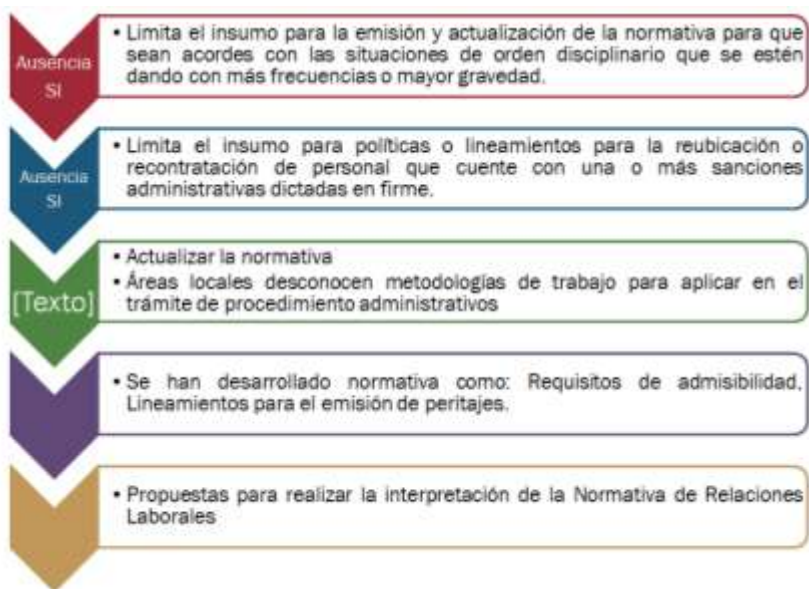 Ausencia
SI
• Limita el insumo para la emisión y actualización de la normativa para que
sean acordes con las situaciones de orden disciplinario que se estén
dando con más frecuencias o mayor gravedad.
Ausencia
SI
• Limita el insumo para políticas o lineamientos para la reubicación o
recontratación de personal que cuente con una o más sanciones
administrativas dictadas en firme.
[Texto]
• Actualizar la normativa
• Áreas locales desconocen metodologías de trabajo para aplicar en el
trámite de procedimiento administrativos
• Se han desarrollado normativa como: Requisitos de admisibilidad,
Lineamientos para el emisión de peritajes.
• Propuestas para realizar la interpretación de la Normativa de Relaciones
Laborales